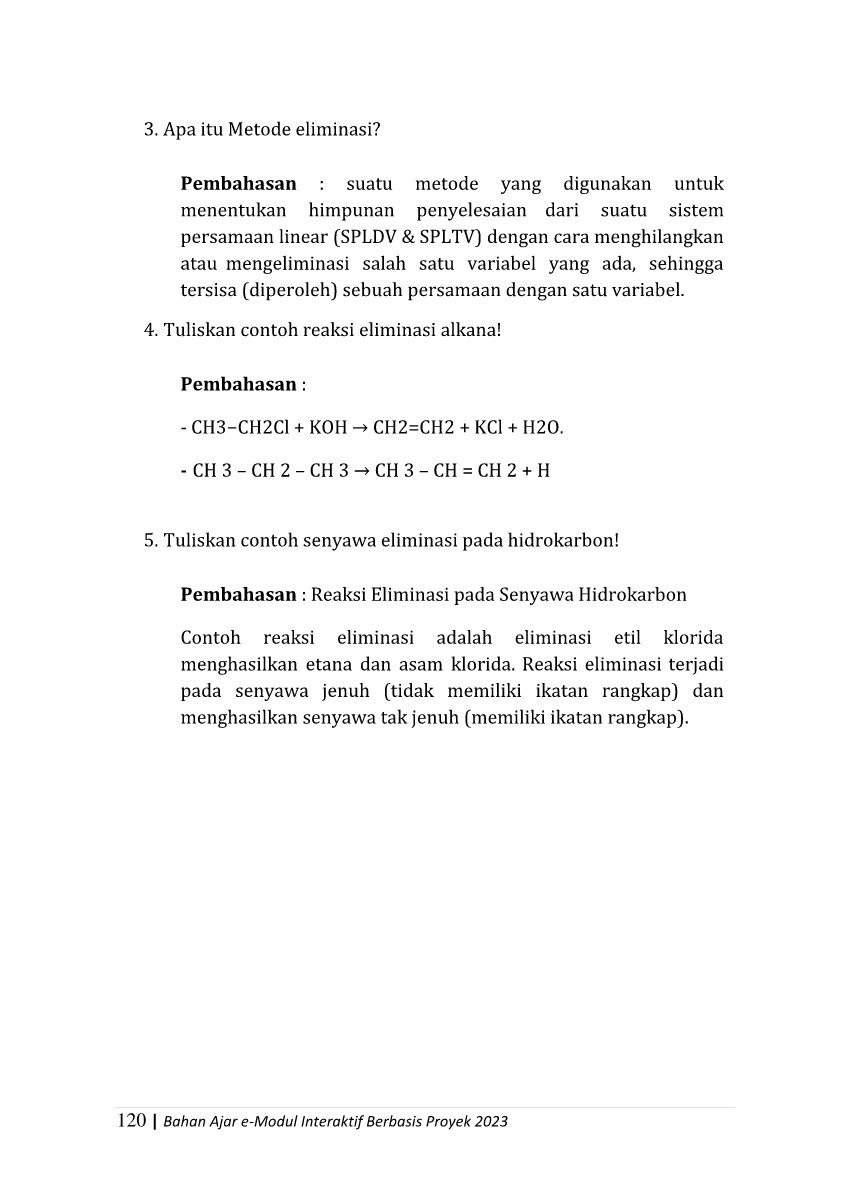 3. Apa itu Metode eliminasi?
Pembahasan : suatu metode yang digunakan untuk
menentukan himpunan penyelesaian dari suatu sistem
persamaan linear (SPLDV & SPLTV) dengan cara menghilangkan
atau mengeliminasi salah satu variabel yang ada, sehingga
tersisa (diperoleh) sebuah persamaan dengan satu variabel.
4. Tuliskan contoh reaksi eliminasi alkana!
Pembahasan :
- CH3−CH2Cl + KOH → CH2=CH2 + KCl + H2O.
- CH 3 – CH 2 – CH 3 → CH 3 – CH = CH 2 + H
5. Tuliskan contoh senyawa eliminasi pada hidrokarbon!
Pembahasan : Reaksi Eliminasi pada Senyawa Hidrokarbon
Contoh reaksi eliminasi adalah eliminasi etil klorida
menghasilkan etana dan asam klorida. Reaksi eliminasi terjadi
pada senyawa jenuh (tidak memiliki ikatan rangkap) dan
menghasilkan senyawa tak jenuh (memiliki ikatan rangkap).
120 | Bahan Ajar e-Modul Interaktif Berbasis Proyek 2023